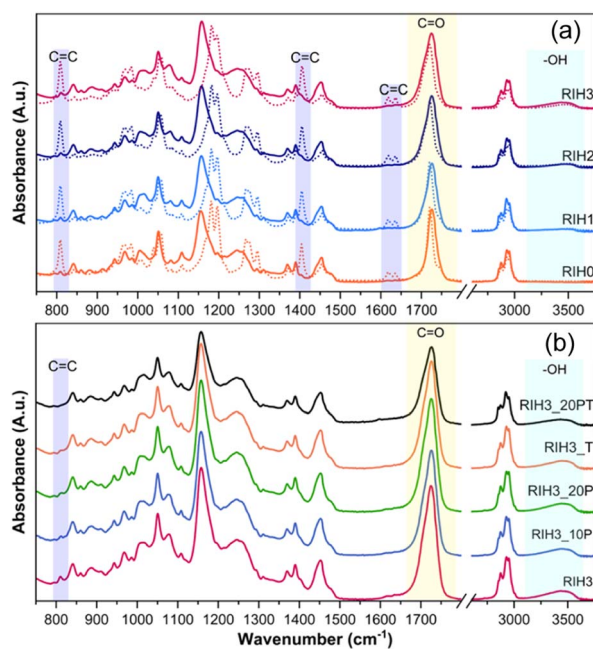 (a)
C=C
C=C
C=C
C=O
-OH
RIH3
RIH2
RIH1
RIH0
Absorbance (A.u.)
800 900 1000 1100 1200 1300 1400 1500 1600 1700 3000 3500
(b)
C=C
C=O
-OH
RIH3_20PT
RIH3_T
RIH3_20P
RIH3_10P
RIH3
Absorbance (A.u.)
800 900 1000 1100 1200 1300 1400 1500 1600 1700 3000 3500
Wavenumber (cm⁻¹)